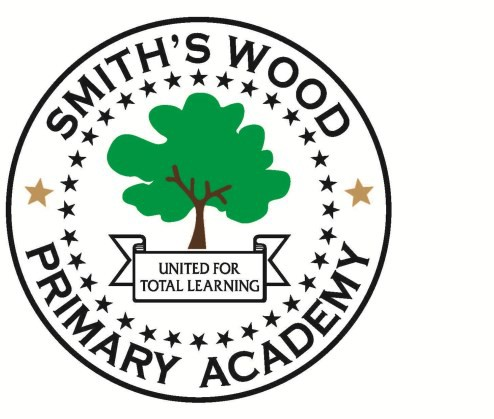 SMITH'S WOOD
UNITED FOR
TOTAL LEARNING
PRIMARY ACADEMY